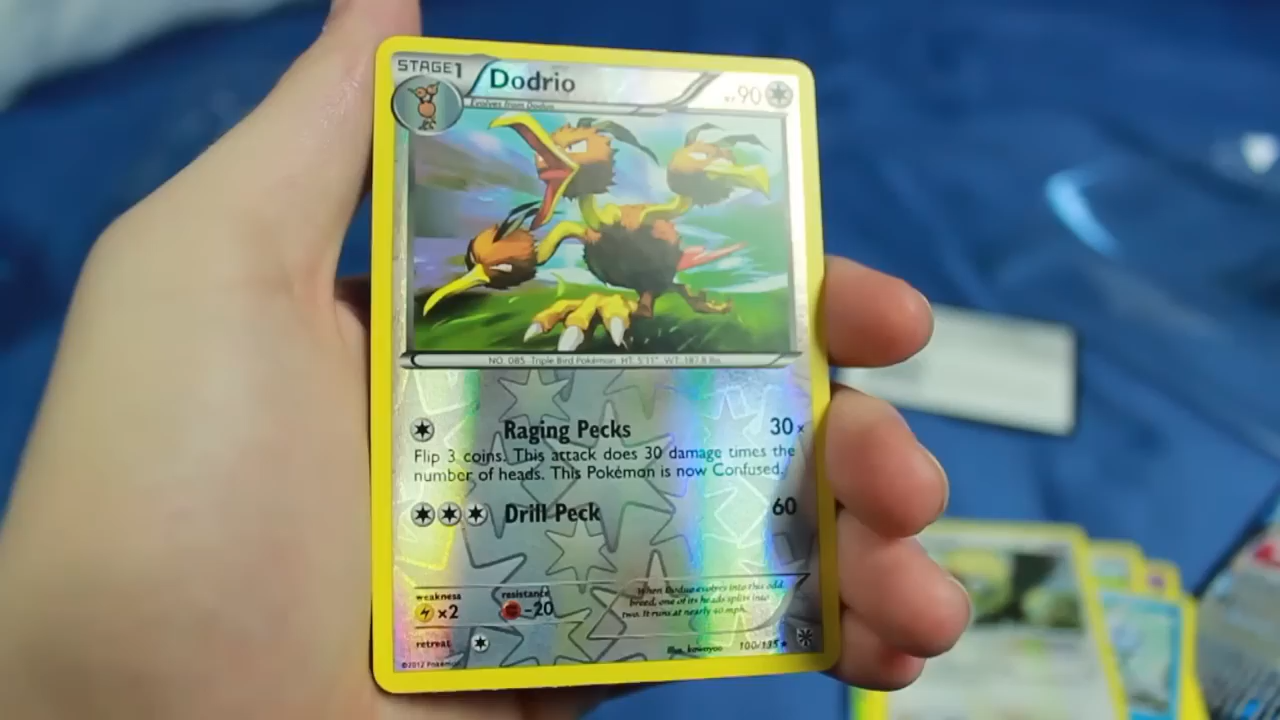 STAGE1
Dodrio
HP90
Evolves from Doduo
NO. 085 Triple Bird Pokémon HT: 5'11" WT: 187.8 lbs.
Raging Pecks 30×
Flip 3 coins. This attack does 30 damage times the
number of heads. This Pokémon is now Confused.
Drill Peck 60
weakness
×2
resistance
-20
When Doduo evolves into this odd
breed, one of its heads splits into
two. It runs at nearly 40 mph.
retreat
Illus. kawayoo
100/135
©2012 Pokémon